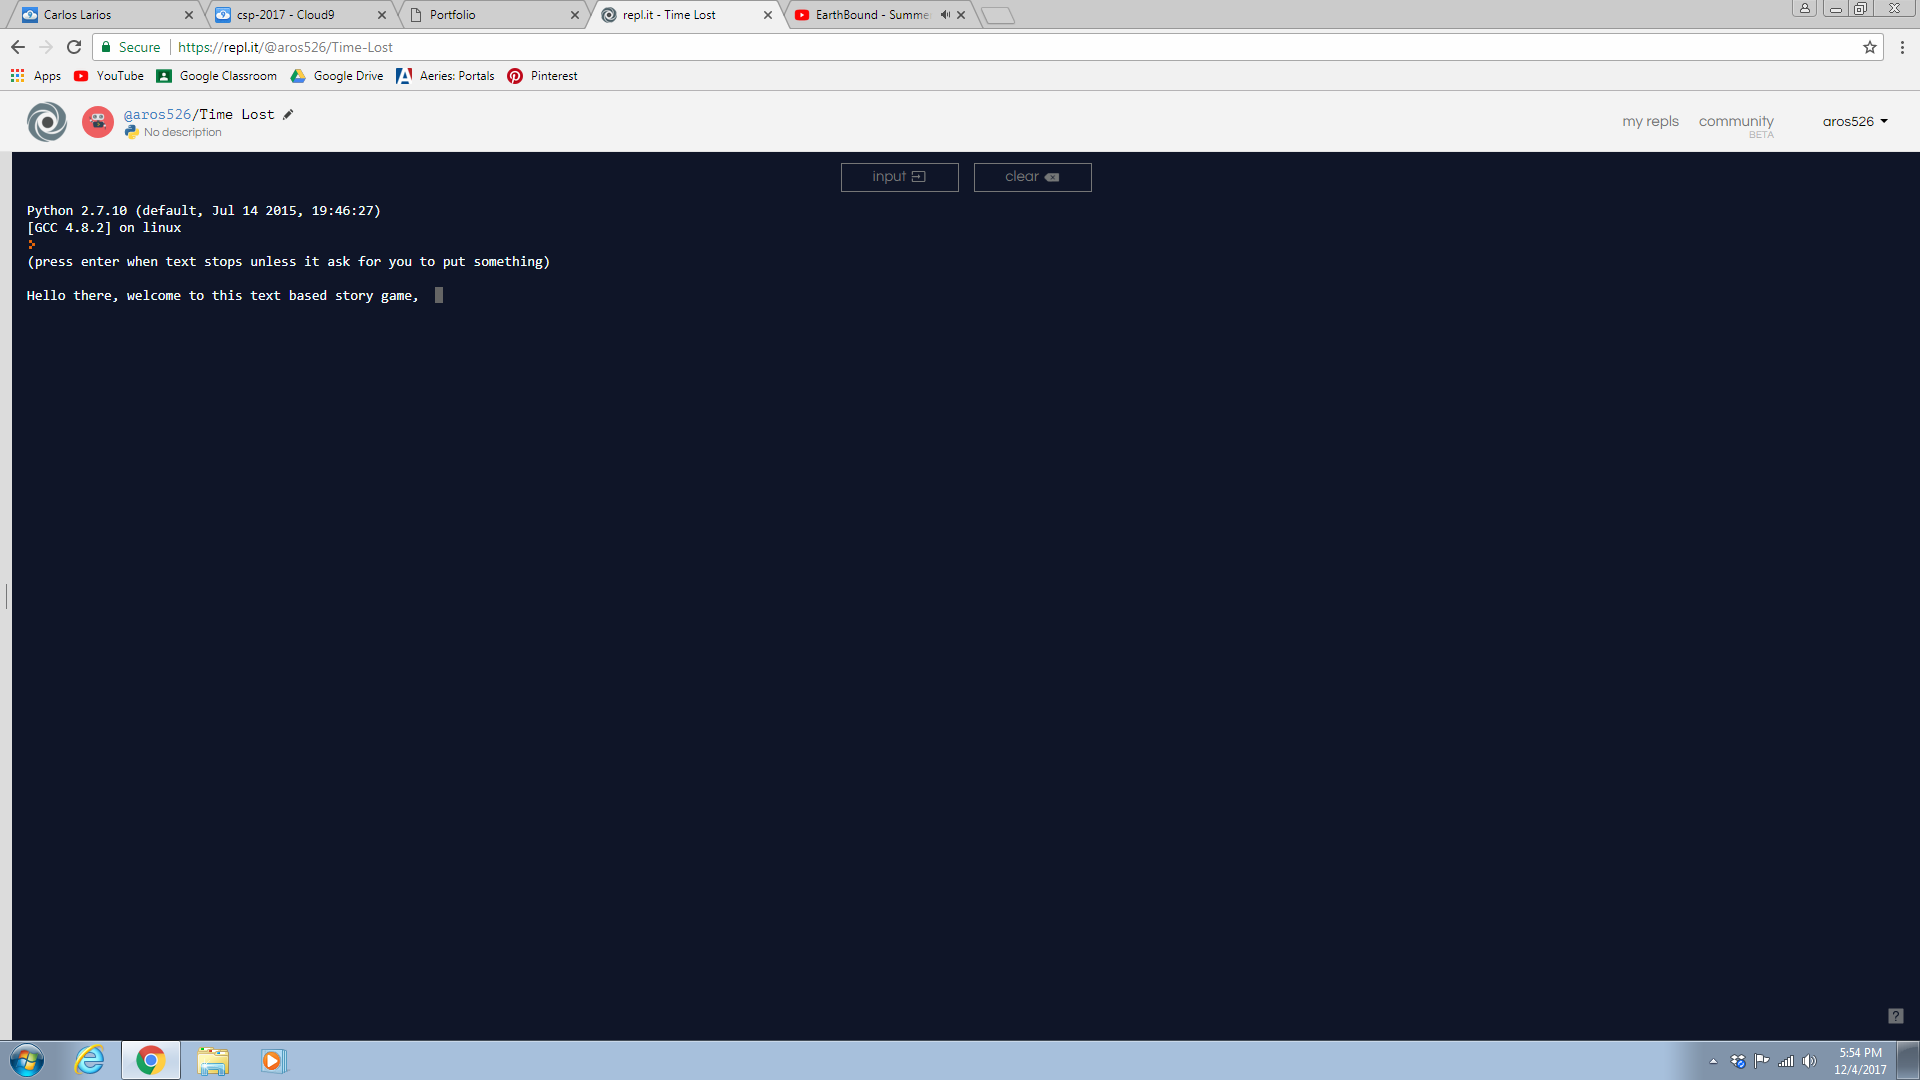 Carlos Larios
csp-2017 - Cloud9
Portfolio
repl.it - Time Lost
EarthBound - Summe
Secure
https://repl.it/@aros526/Time-Lost
Apps
YouTube
Google Classroom
Google Drive
Aeries: Portals
Pinterest
@aros526/Time Lost
No description
my repls
community
BETA
aros526
input
clear
Python 2.7.10 (default, Jul 14 2015, 19:46:27)
[GCC 4.8.2] on linux
(press enter when text stops unless it ask for you to put something)
Hello there, welcome to this text based story game,
?
5:54 PM
12/4/2017